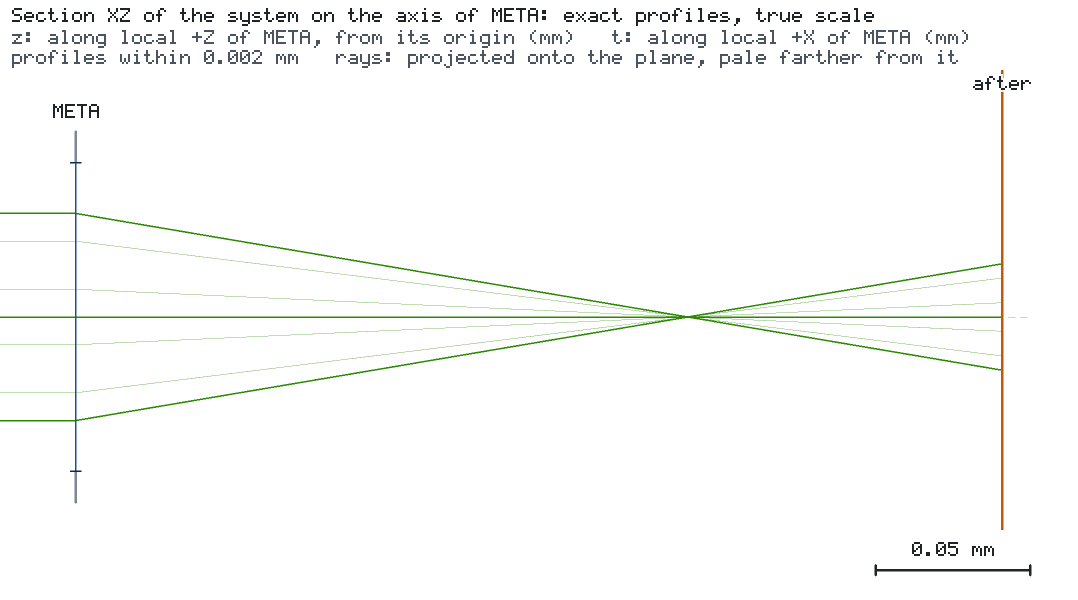 Section XZ of the system on the axis of META: exact profiles, true scale
z: along local +Z of META, from its origin (mm)   t: along local +X of META (mm)
profiles within 0.002 mm   rays: projected onto the plane, pale farther from it
after
META
0.05 mm